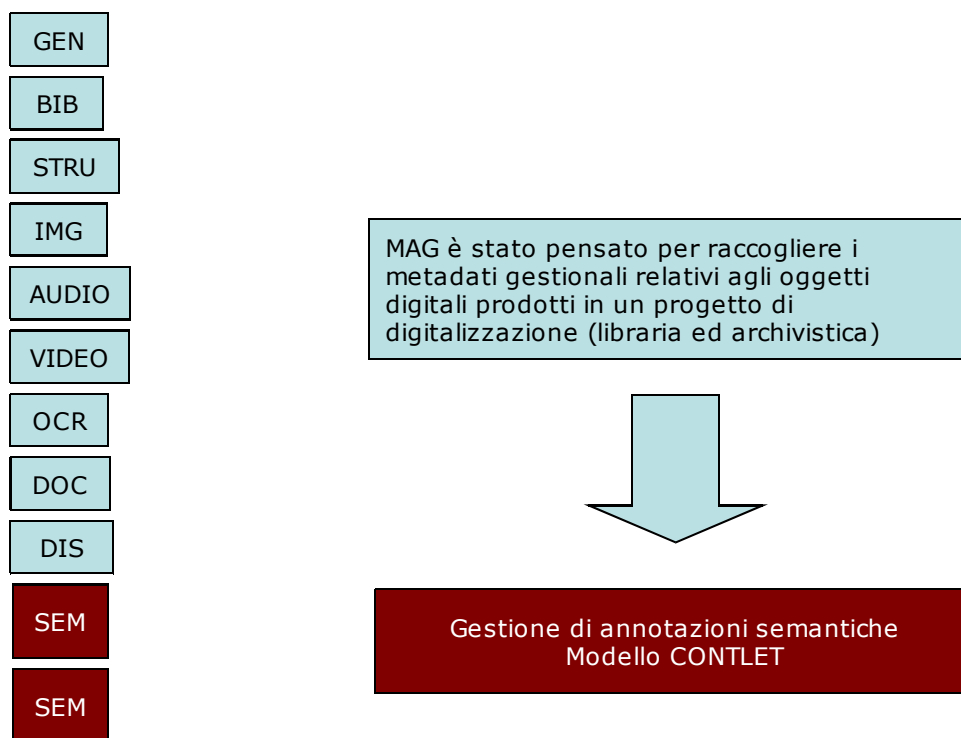 GEN
BIB
STRU
IMG
AUDIO
VIDEO
OCR
DOC
DIS
SEM
SEM
MAG è stato pensato per raccogliere i
metadati gestionali relativi agli oggetti
digitali prodotti in un progetto di
digitalizzazione (libraria ed archivistica)
Gestione di annotazioni semantiche
Modello CONTLET